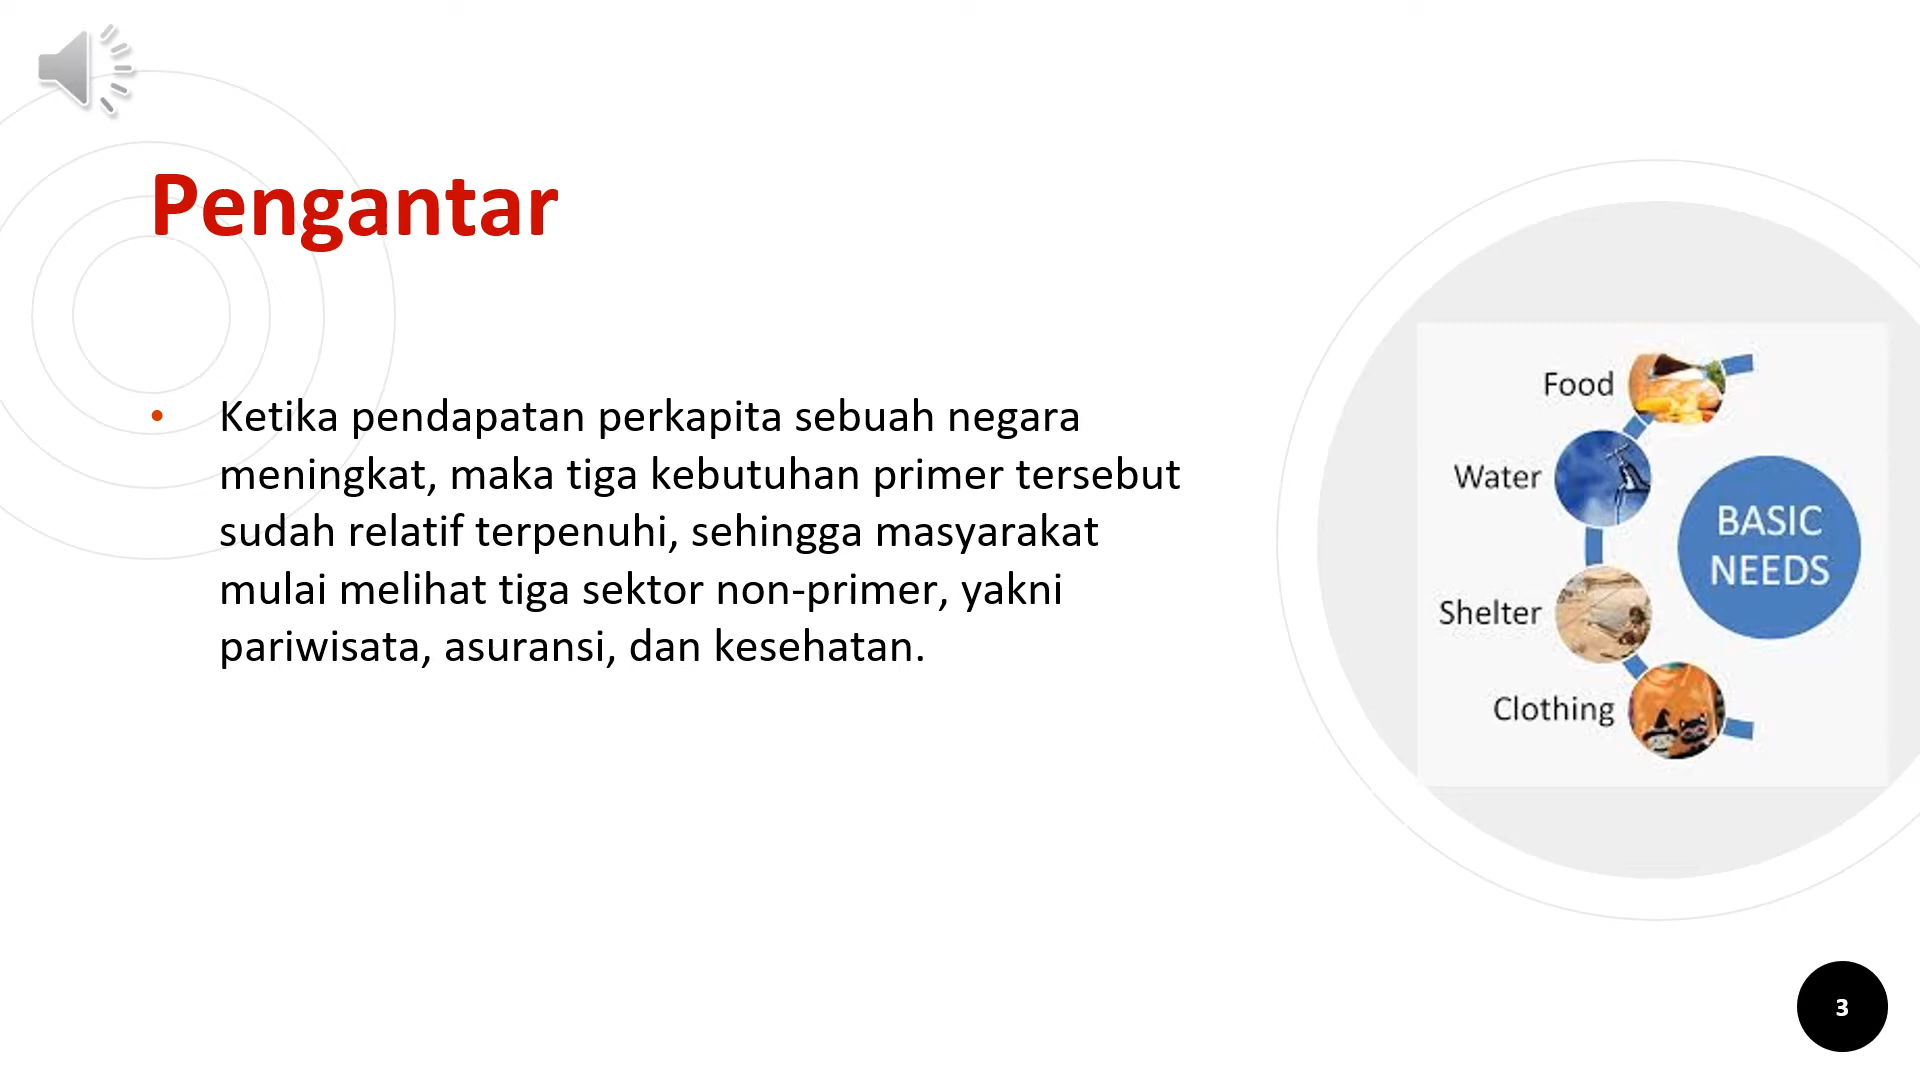 Pengantar
• Ketika pendapatan perkapita sebuah negara
meningkat, maka tiga kebutuhan primer tersebut
sudah relatif terpenuhi, sehingga masyarakat
mulai melihat tiga sektor non-primer, yakni
pariwisata, asuransi, dan kesehatan.
Food
Water
BASIC
NEEDS
Shelter
Clothing
3